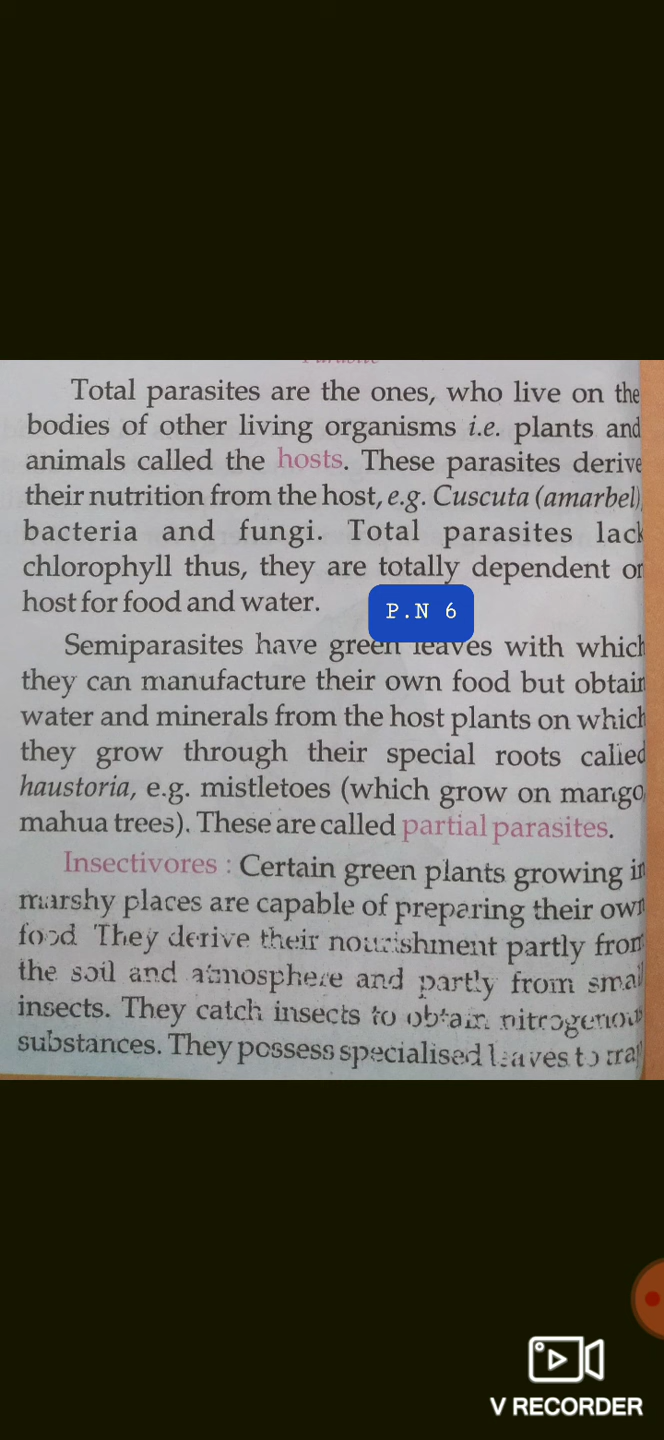 Total parasites are the ones, who live on the
bodies of other living organisms i.e. plants and
animals called the hosts. These parasites derive
their nutrition from the host, e.g. Cuscuta (amarbel)
bacteria and fungi. Total parasites lack
chlorophyll thus, they are totally dependent on
host for food and water.
P.N 6
Semiparasites have green leaves with which
they can manufacture their own food but obtain
water and minerals from the host plants on which
they grow through their special roots called
haustoria, e.g. mistletoes (which grow on mango
mahua trees). These are called partial parasites.
Insectivores : Certain green plants growing in
marshy places are capable of preparing their own
food They derive their nourishment partly from
the soil and atmosphere and partly from small
insects. They catch insects to obtain nitrogenous
substances. They possess specialised leaves to trap
V RECORDER